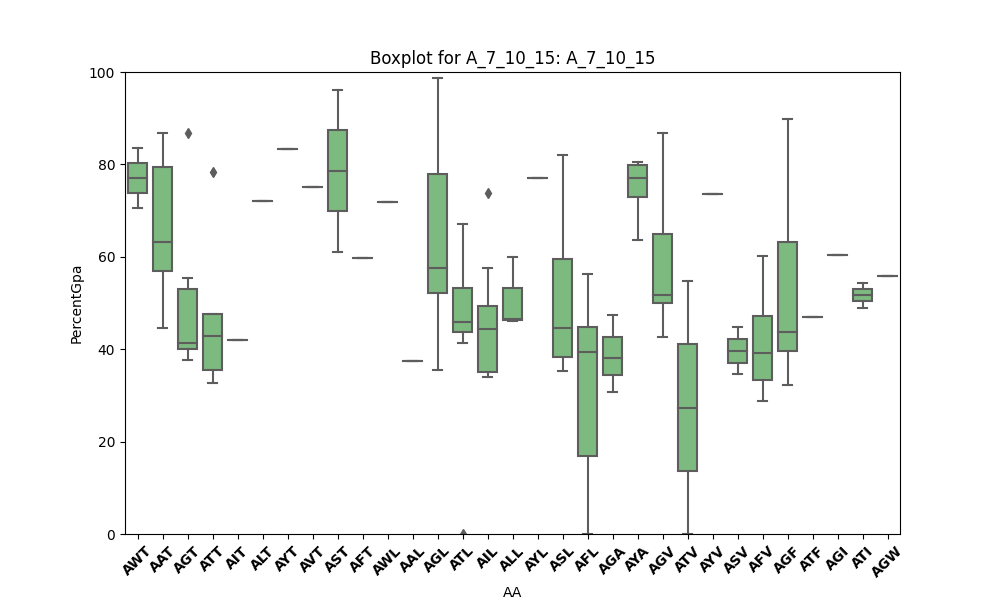 Boxplot for A_7_10_15: A_7_10_15
100
80
60
40
20
0
PercentGpa
AWT AAT AGT ATT AIT ALT AYT AVT AST AFT AWL AAL AGL ATL AIL ALL AYL ASL AFL AGA AYA AGV ATV AYV ASV AFV AGF ATF AGI ATI AGW
AA